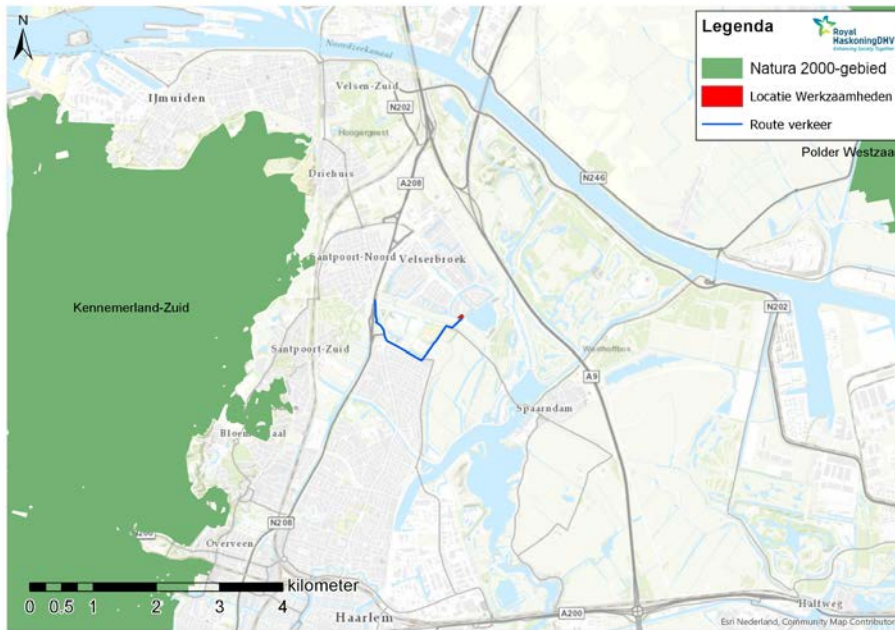 N
Legenda
Royal
HaskoningDHV
Enhancing Society Together
Natura 2000-gebied
Locatie Werkzaamheden
Route verkeer
Polder Westzaan
Noordzeekanaal
IJmuiden
Velsen-Zuid
N202
Hoogergeest
Driehuis
A208
N246
Santpoort-Noord
Velserbroek
Kennemerland-Zuid
N202
Santpoort-Zuid
Westhoffbos
A9
Spaarndam
N208
Overveen
kilometer
0 0.5 1 2 3 4
Haarlem
A200
Halfweg
Esri Nederland, Community Map Contributors